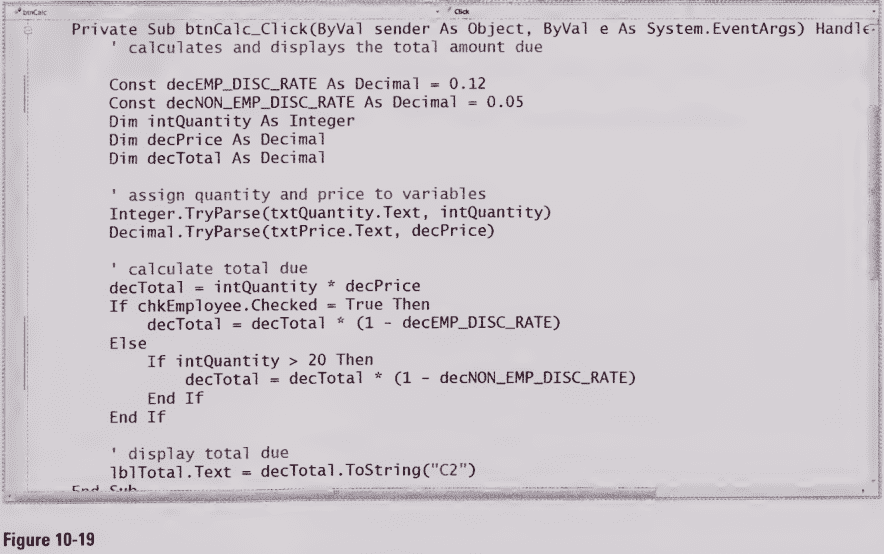 btnCalc
Click
Private Sub btnCalc_Click(ByVal sender As Object, ByVal e As System.EventArgs) Handle
' calculates and displays the total amount due
Const decEMP_DISC_RATE As Decimal = 0.12
Const decNON_EMP_DISC_RATE As Decimal = 0.05
Dim intQuantity As Integer
Dim decPrice As Decimal
Dim decTotal As Decimal
' assign quantity and price to variables
Integer.TryParse(txtQuantity.Text, intQuantity)
Decimal.TryParse(txtPrice.Text, decPrice)
' calculate total due
decTotal = intQuantity * decPrice
If chkEmployee.Checked = True Then
decTotal = decTotal * (1 - decEMP_DISC_RATE)
Else
If intQuantity > 20 Then
decTotal = decTotal * (1 - decNON_EMP_DISC_RATE)
End If
End If
' display total due
lblTotal.Text = decTotal.ToString("C2")
End Sub
Figure 10-19